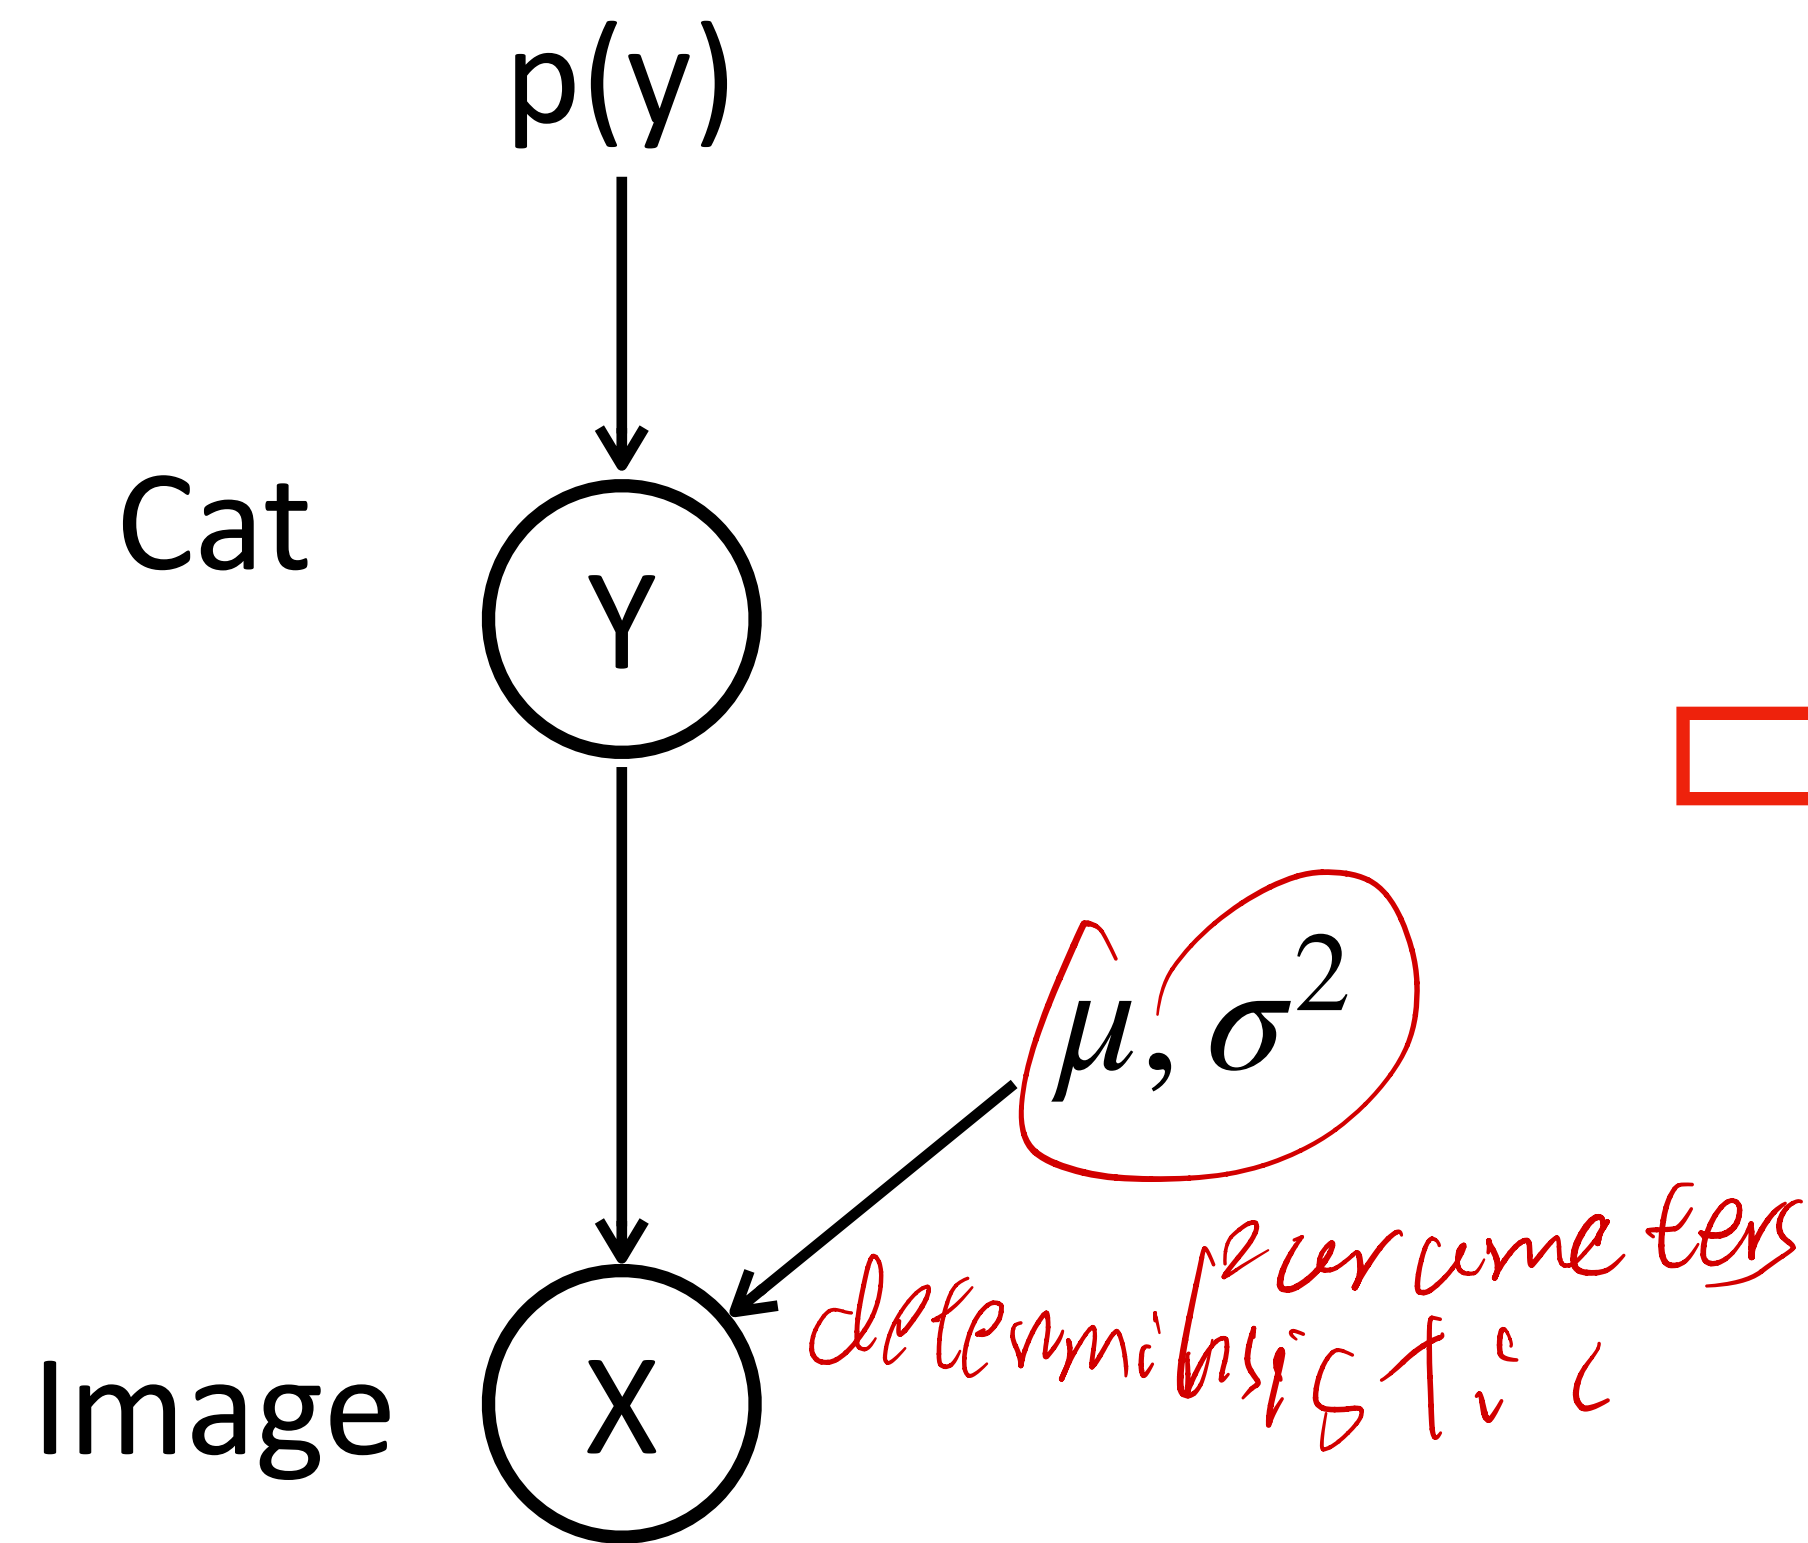 p(y)
Cat
Y
μ, σ²
parameters
deterministic
Image
X